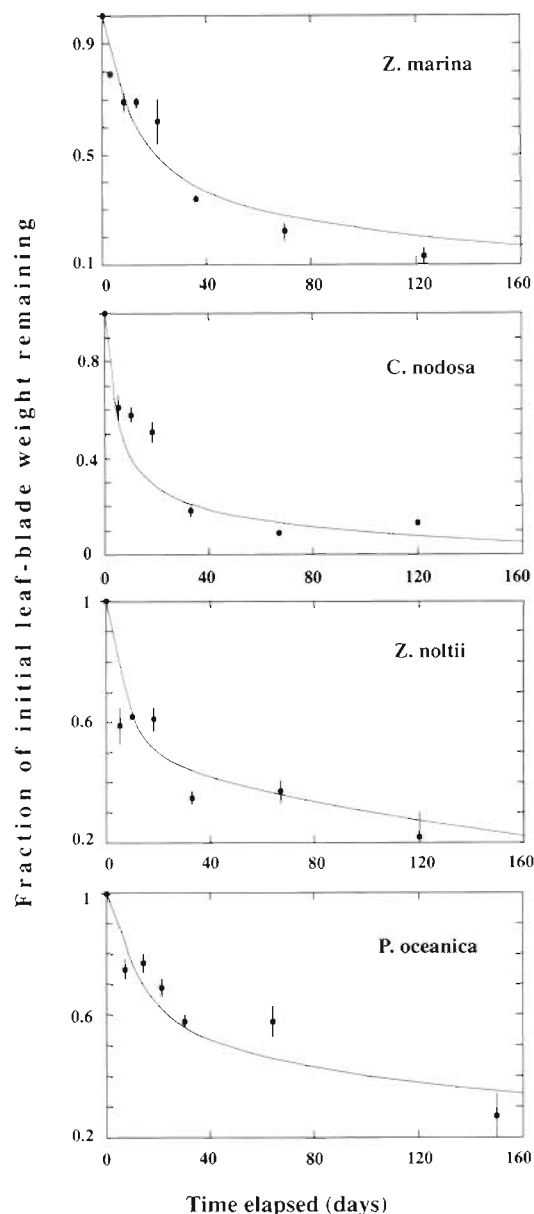 Fraction of initial leaf-blade weight remaining
0.9
Z. marina
0.5
0.1
0 40 80 120 160
C. nodosa
0.8
0.4
0
0 40 80 120 160
1
Z. noltii
0.6
0.2
0 40 80 120 160
1
P. oceanica
0.6
0.2
0 40 80 120 160
Time elapsed (days)